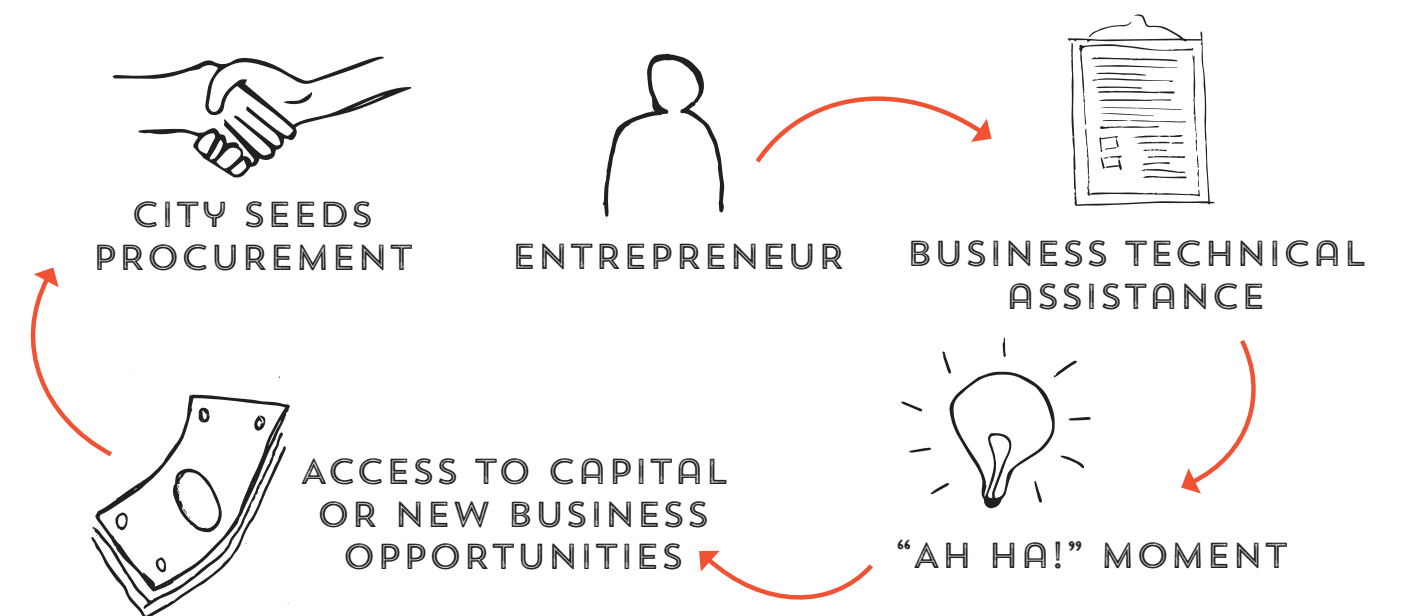 CITY SEEDS
PROCUREMENT
ENTREPRENEUR
BUSINESS TECHNICAL
ASSISTANCE
ACCESS TO CAPITAL
OR NEW BUSINESS
OPPORTUNITIES
“AH HA!” MOMENT